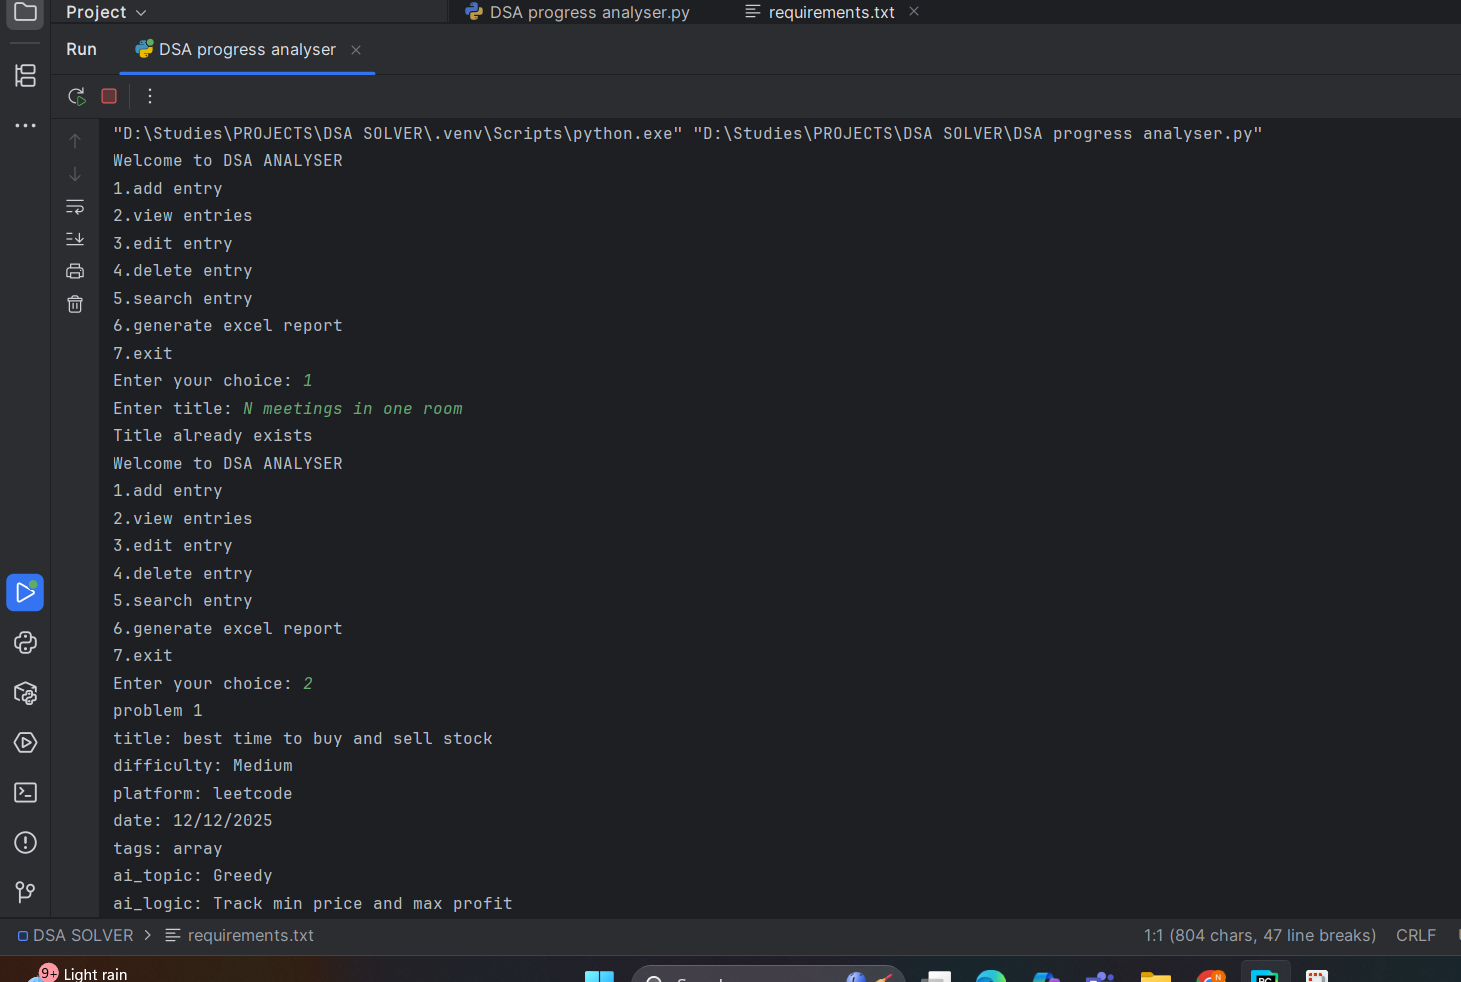 Project
DSA progress analyser.py
requirements.txt
Run
DSA progress analyser
"D:\Studies\PROJECTS\DSA SOLVER\.venv\Scripts\python.exe" "D:\Studies\PROJECTS\DSA SOLVER\DSA progress analyser.py"
Welcome to DSA ANALYSER
1.add entry
2.view entries
3.edit entry
4.delete entry
5.search entry
6.generate excel report
7.exit
Enter your choice: 1
Enter title: N meetings in one room
Title already exists
Welcome to DSA ANALYSER
1.add entry
2.view entries
3.edit entry
4.delete entry
5.search entry
6.generate excel report
7.exit
Enter your choice: 2
problem 1
title: best time to buy and sell stock
difficulty: Medium
platform: leetcode
date: 12/12/2025
tags: array
ai_topic: Greedy
ai_logic: Track min price and max profit
DSA SOLVER
requirements.txt
1:1 (804 chars, 47 line breaks)
CRLF
9+
Light rain